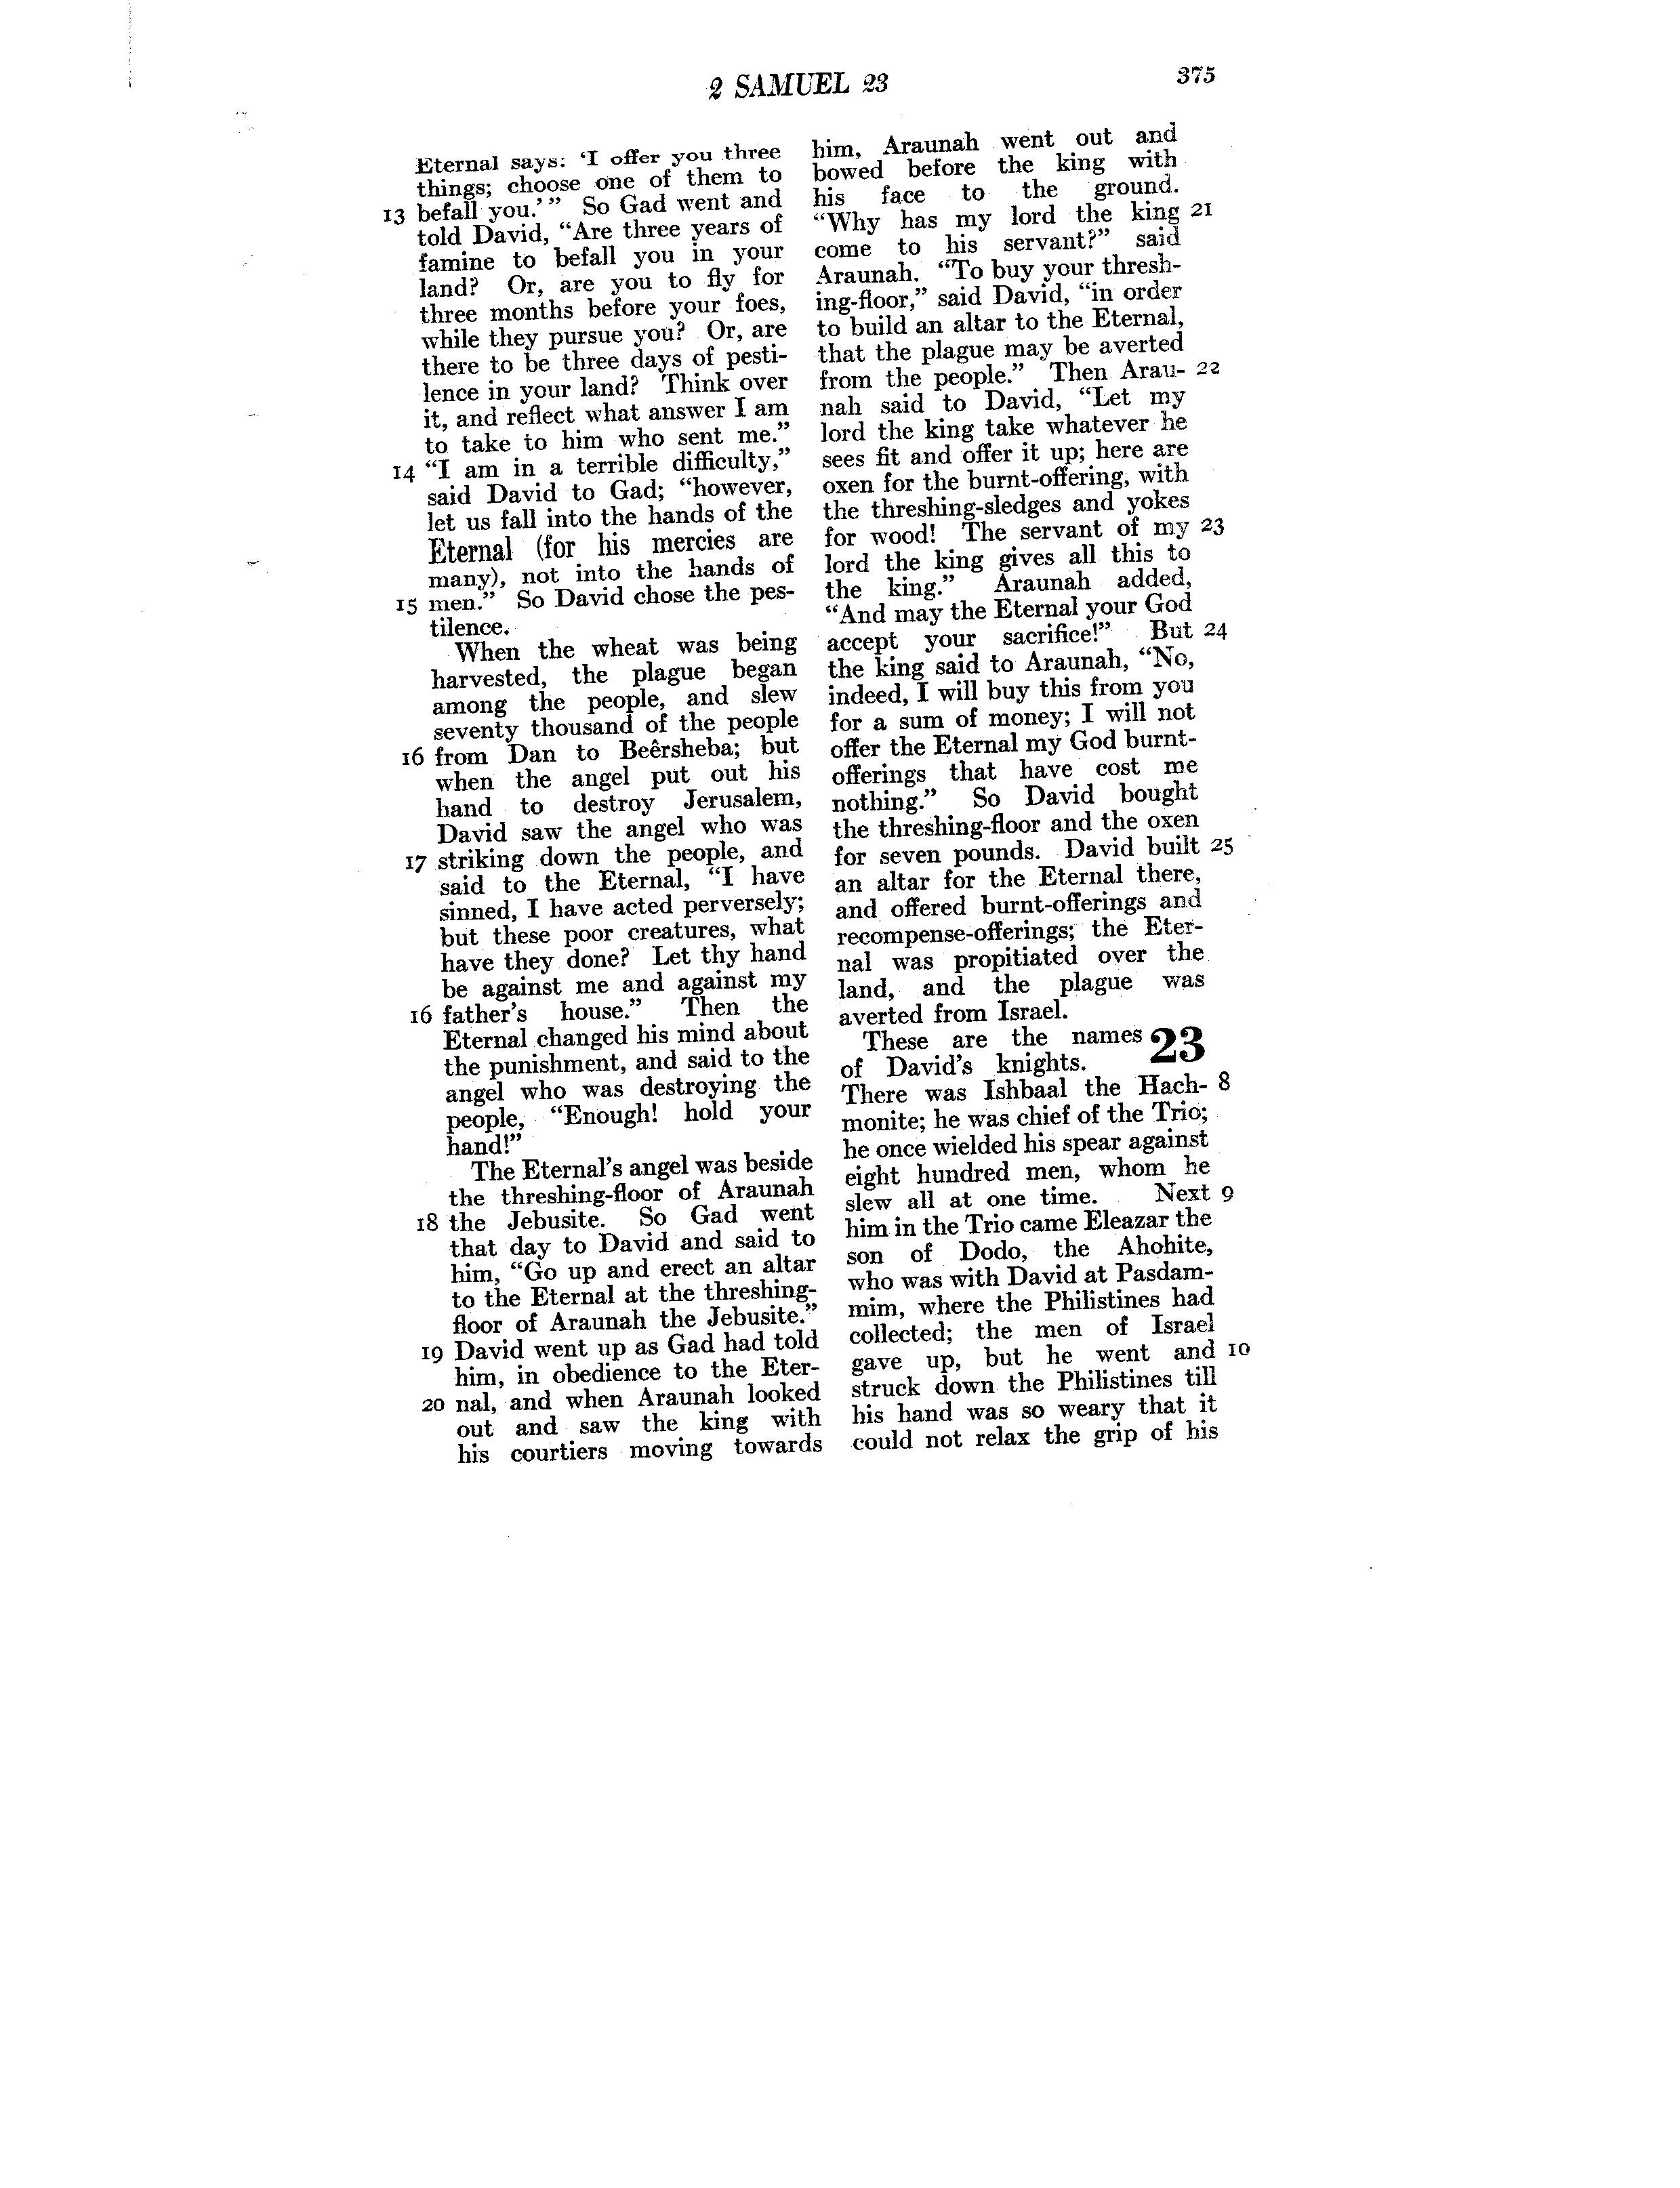 2 SAMUEL 23 375
Eternal says: ‘I offer you three
things; choose one of them to
13 befall you.’” So Gad went and
told David, “Are three years of
famine to befall you in your
land? Or, are you to fly for
three months before your foes,
while they pursue you? Or, are
there to be three days of pesti-
lence in your land? Think over
it, and reflect what answer I am
to take to him who sent me.”
14 “I am in a terrible difficulty,”
said David to Gad; “however,
let us fall into the hands of the
Eternal (for his mercies are
many), not into the hands of
15 men.” So David chose the pes-
tilence.
When the wheat was being
harvested, the plague began
among the people, and slew
seventy thousand of the people
16 from Dan to Beêrsheba; but
when the angel put out his
hand to destroy Jerusalem,
David saw the angel who was
17 striking down the people, and
said to the Eternal, “I have
sinned, I have acted perversely;
but these poor creatures, what
have they done? Let thy hand
be against me and against my
16 father’s house.” Then the
Eternal changed his mind about
the punishment, and said to the
angel who was destroying the
people, “Enough! hold your
hand!”
The Eternal’s angel was beside
the threshing-floor of Araunah
18 the Jebusite. So Gad went
that day to David and said to
him, “Go up and erect an altar
to the Eternal at the threshing-
floor of Araunah the Jebusite.”
19 David went up as Gad had told
him, in obedience to the Eter-
20 nal, and when Araunah looked
out and saw the king with
his courtiers moving towards
him, Araunah went out and
bowed before the king with
his face to the ground.
“Why has my lord the king 21
come to his servant?” said
Araunah. “To buy your thresh-
ing-floor,” said David, “in order
to build an altar to the Eternal,
that the plague may be averted
from the people.” Then Arau- 22
nah said to David, “Let my
lord the king take whatever he
sees fit and offer it up; here are
oxen for the burnt-offering, with
the threshing-sledges and yokes
for wood! The servant of my 23
lord the king gives all this to
the king.” Araunah added,
“And may the Eternal your God
accept your sacrifice!” But 24
the king said to Araunah, “No,
indeed, I will buy this from you
for a sum of money; I will not
offer the Eternal my God burnt-
offerings that have cost me
nothing.” So David bought
the threshing-floor and the oxen
for seven pounds. David built 25
an altar for the Eternal there,
and offered burnt-offerings and
recompense-offerings; the Eter-
nal was propitiated over the
land, and the plague was
averted from Israel.
These are the names 23
of David’s knights.
There was Ishbaal the Hach- 8
monite; he was chief of the Trio;
he once wielded his spear against
eight hundred men, whom he
slew all at one time. Next 9
him in the Trio came Eleazar the
son of Dodo, the Ahohite,
who was with David at Pasdam-
mim, where the Philistines had
collected; the men of Israel
gave up, but he went and 10
struck down the Philistines till
his hand was so weary that it
could not relax the grip of his